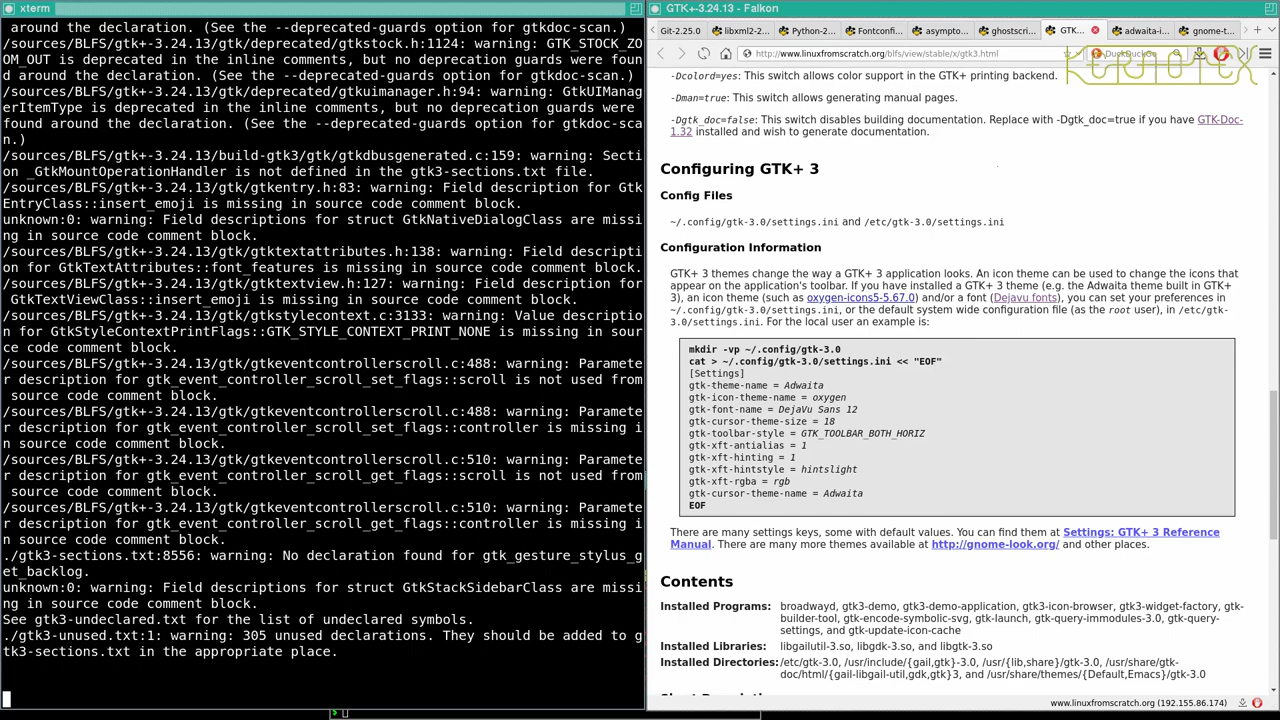 xterm
 around the declaration. (See the --deprecated-guards option for gtkdoc-scan.)
/sources/BLFS/gtk+-3.24.13/gtk/deprecated/gtkstock.h:1124: warning: GTK_STOCK_ZO
OM_OUT is deprecated in the inline comments, but no deprecation guards were foun
d around the declaration. (See the --deprecated-guards option for gtkdoc-scan.)
/sources/BLFS/gtk+-3.24.13/gtk/deprecated/gtkuimanager.h:94: warning: GtkUIManag
erItemType is deprecated in the inline comments, but no deprecation guards were
found around the declaration. (See the --deprecated-guards option for gtkdoc-sca
n.)
/sources/BLFS/gtk+-3.24.13/build-gtk3/gtk/gtkdbusgenerated.c:159: warning: Secti
on _GtkMountOperationHandler is not defined in the gtk3-sections.txt file.
/sources/BLFS/gtk+-3.24.13/gtk/gtkentry.h:83: warning: Field description for Gtk
EntryClass::insert_emoji is missing in source code comment block.
unknown:0: warning: Field descriptions for struct GtkNativeDialogClass are missi
ng in source code comment block.
/sources/BLFS/gtk+-3.24.13/gtk/gtktextattributes.h:138: warning: Field descripti
on for GtkTextAttributes::font_features is missing in source code comment block.
/sources/BLFS/gtk+-3.24.13/gtk/gtktextview.h:127: warning: Field description for
 GtkTextViewClass::insert_emoji is missing in source code comment block.
/sources/BLFS/gtk+-3.24.13/gtk/gtkstylecontext.c:3133: warning: Value descriptio
n for GtkStyleContextPrintFlags::GTK_STYLE_CONTEXT_PRINT_NONE is missing in sour
ce code comment block.
/sources/BLFS/gtk+-3.24.13/gtk/gtkeventcontrollerscroll.c:488: warning: Paramete
r description for gtk_event_controller_scroll_set_flags::scroll is not used from
 source code comment block.
/sources/BLFS/gtk+-3.24.13/gtk/gtkeventcontrollerscroll.c:488: warning: Paramete
r description for gtk_event_controller_scroll_set_flags::controller is missing i
n source code comment block.
/sources/BLFS/gtk+-3.24.13/gtk/gtkeventcontrollerscroll.c:510: warning: Paramete
r description for gtk_event_controller_scroll_get_flags::scroll is not used from
 source code comment block.
/sources/BLFS/gtk+-3.24.13/gtk/gtkeventcontrollerscroll.c:510: warning: Paramete
r description for gtk_event_controller_scroll_get_flags::controller is missing i
n source code comment block.
./gtk3-sections.txt:8556: warning: No declaration found for gtk_gesture_stylus_g
et_backlog.
unknown:0: warning: Field descriptions for struct GtkStackSidebarClass are missi
ng in source code comment block.
See gtk3-undeclared.txt for the list of undeclared symbols.
./gtk3-unused.txt:1: warning: 305 unused declarations. They should be added to g
tk3-sections.txt in the appropriate place.
GTK+-3.24.13 - Falkon
Git-2.25.0 libxml2-2... Python-2... Fontconfi... asympto... ghostscri... GTK... adwaita-i... gnome-t...
http://www.linuxfromscratch.org/blfs/view/stable/x/gtk3.html DuckDuckGo
KERNOTEX
-Dcolord=yes: This switch allows color support in the GTK+ printing backend.
-Dman=true: This switch allows generating manual pages.
-Dgtk_doc=false: This switch disables building documentation. Replace with -Dgtk_doc=true if you have GTK-Doc-
1.32 installed and wish to generate documentation.
Configuring GTK+ 3
Config Files
~/.config/gtk-3.0/settings.ini and /etc/gtk-3.0/settings.ini
Configuration Information
GTK+ 3 themes change the way a GTK+ 3 application looks. An icon theme can be used to change the icons that
appear on the application's toolbar. If you have installed a GTK+ 3 theme (e.g. the Adwaita theme built in GTK+
3), an icon theme (such as oxygen-icons5-5.67.0) and/or a font (Dejavu fonts), you can set your preferences in
~/.config/gtk-3.0/settings.ini, or the default system wide configuration file (as the root user), in /etc/gtk-
3.0/settings.ini. For the local user an example is:
mkdir -vp ~/.config/gtk-3.0
cat > ~/.config/gtk-3.0/settings.ini << "EOF"
[Settings]
gtk-theme-name = Adwaita
gtk-icon-theme-name = oxygen
gtk-font-name = DejaVu Sans 12
gtk-cursor-theme-size = 18
gtk-toolbar-style = GTK_TOOLBAR_BOTH_HORIZ
gtk-xft-antialias = 1
gtk-xft-hinting = 1
gtk-xft-hintstyle = hintslight
gtk-xft-rgba = rgb
gtk-cursor-theme-name = Adwaita
EOF
There are many settings keys, some with default values. You can find them at Settings: GTK+ 3 Reference
Manual. There are many more themes available at http://gnome-look.org/ and other places.
Contents
Installed Programs: broadwayd, gtk3-demo, gtk3-demo-application, gtk3-icon-browser, gtk3-widget-factory, gtk-
builder-tool, gtk-encode-symbolic-svg, gtk-launch, gtk-query-immodules-3.0, gtk-query-
settings, and gtk-update-icon-cache
Installed Libraries: libgailutil-3.so, libgdk-3.so, and libgtk-3.so
Installed Directories: /etc/gtk-3.0, /usr/include/{gail,gtk}-3.0, /usr/{lib,share}/gtk-3.0, /usr/share/gtk-
doc/html/{gail-libgail-util,gdk,gtk}3, and /usr/share/themes/{Default,Emacs}/gtk-3.0
www.linuxfromscratch.org (192.155.86.174)